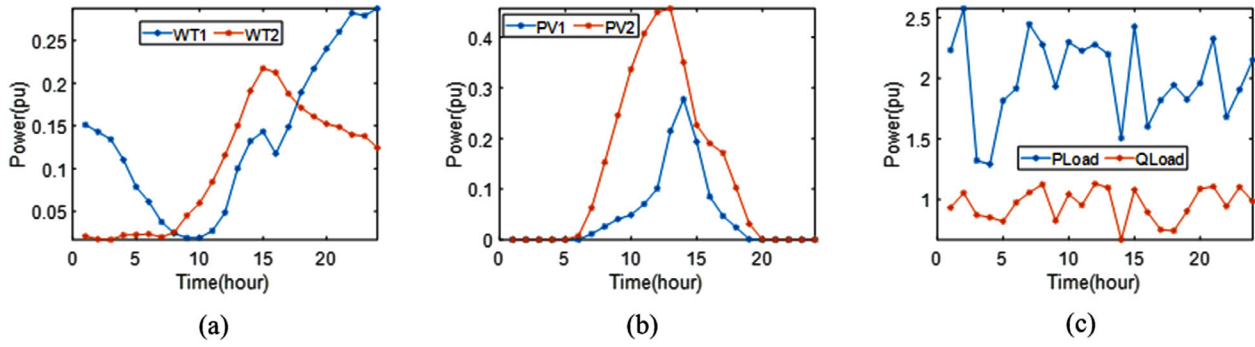 WT1 WT2
0.25
0.2
0.15
0.1
0.05
Power(pu)
0 5 10 15 20
Time(hour)
(a)
PV1 PV2
0.4
0.3
0.2
0.1
0
Power(pu)
0 5 10 15 20
Time(hour)
(b)
2.5
2
1.5
1
Power(pu)
PLoad QLoad
0 5 10 15 20
Time(hour)
(c)